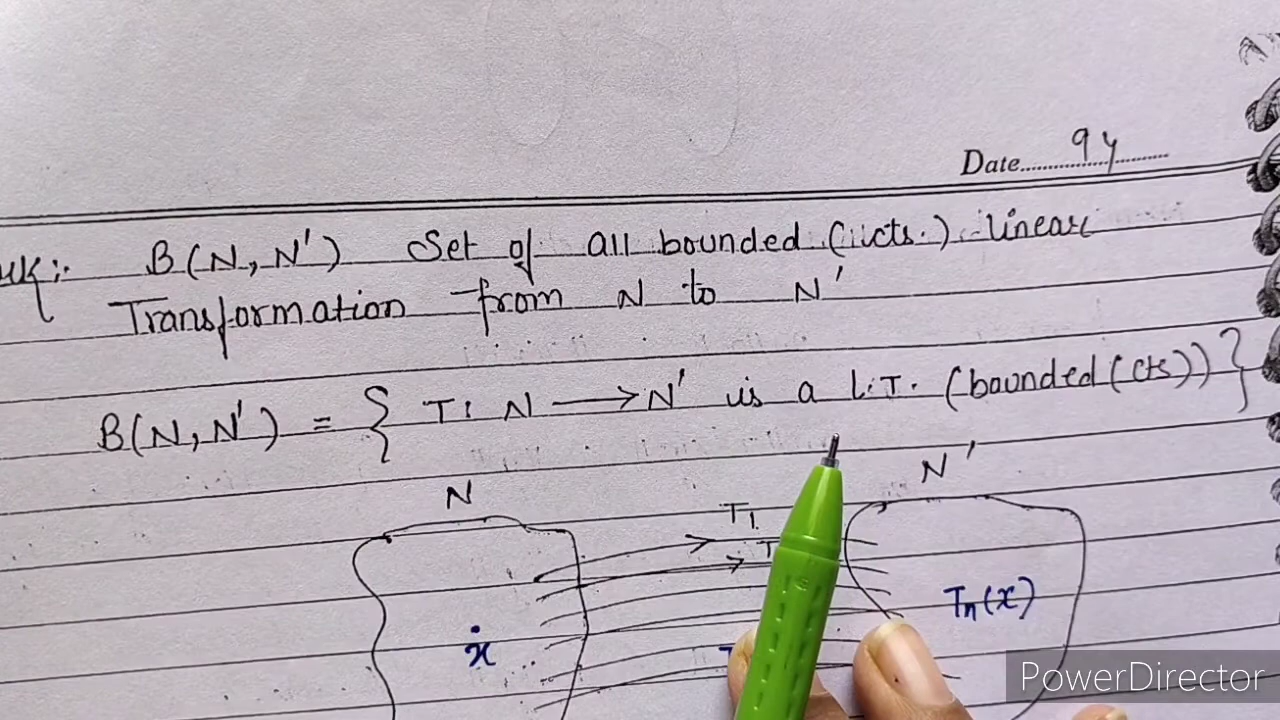 Date 94
B(N, N') Set of all bounded (cts.) linear
Transformation from N to N'
B(N, N') = { T: N → N' is a L.T. (bounded (cts)) }
N
N'
T1
T
Tn(x)
x
PowerDirector